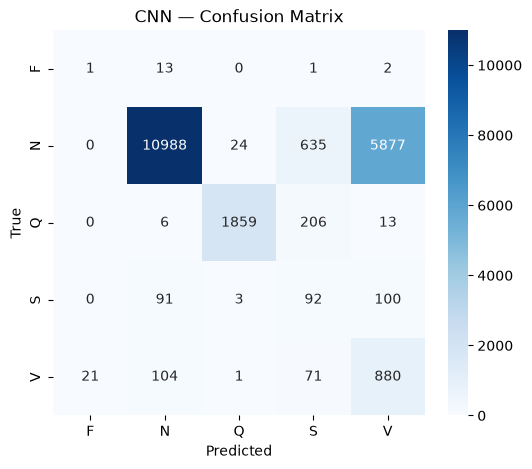 CNN — Confusion Matrix
F 1 13 0 1 2
N 0 10988 24 635 5877
Q 0 6 1859 206 13
S 0 91 3 92 100
V 21 104 1 71 880
F N Q S V
Predicted
True
10000
8000
6000
4000
2000
0